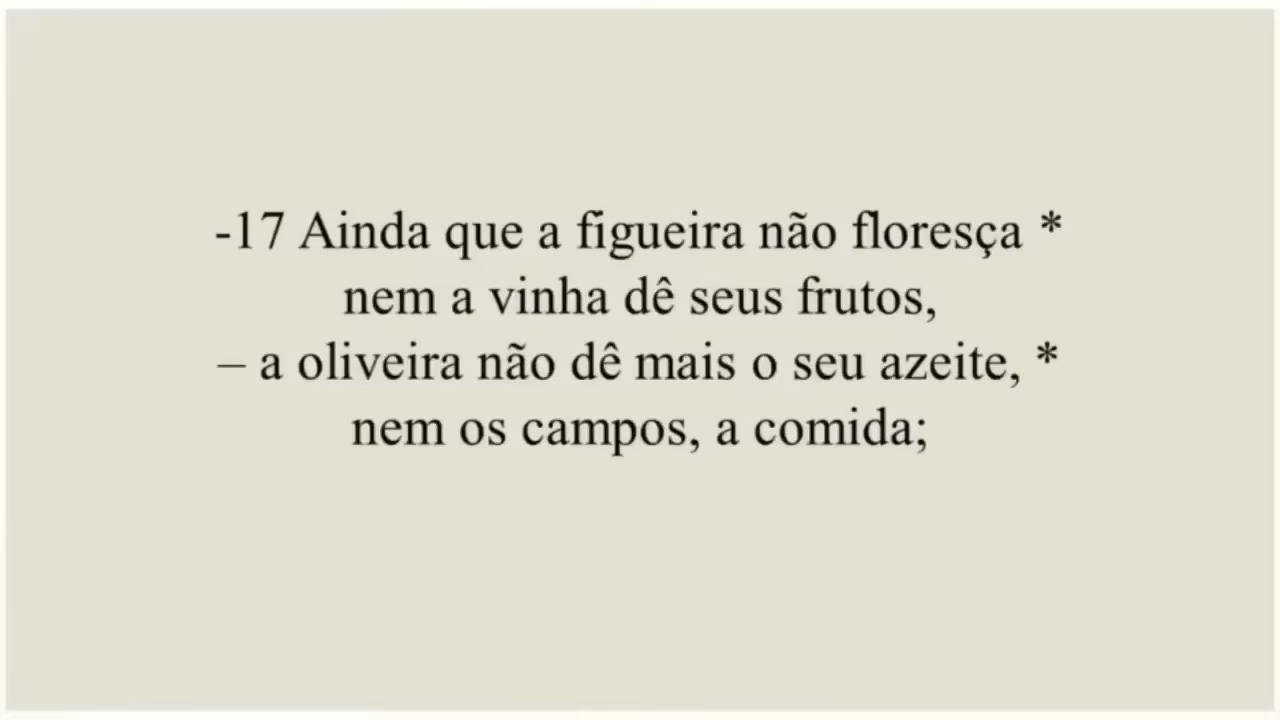 -17 Ainda que a figueira não floresça *
nem a vinha dê seus frutos,
– a oliveira não dê mais o seu azeite, *
nem os campos, a comida;